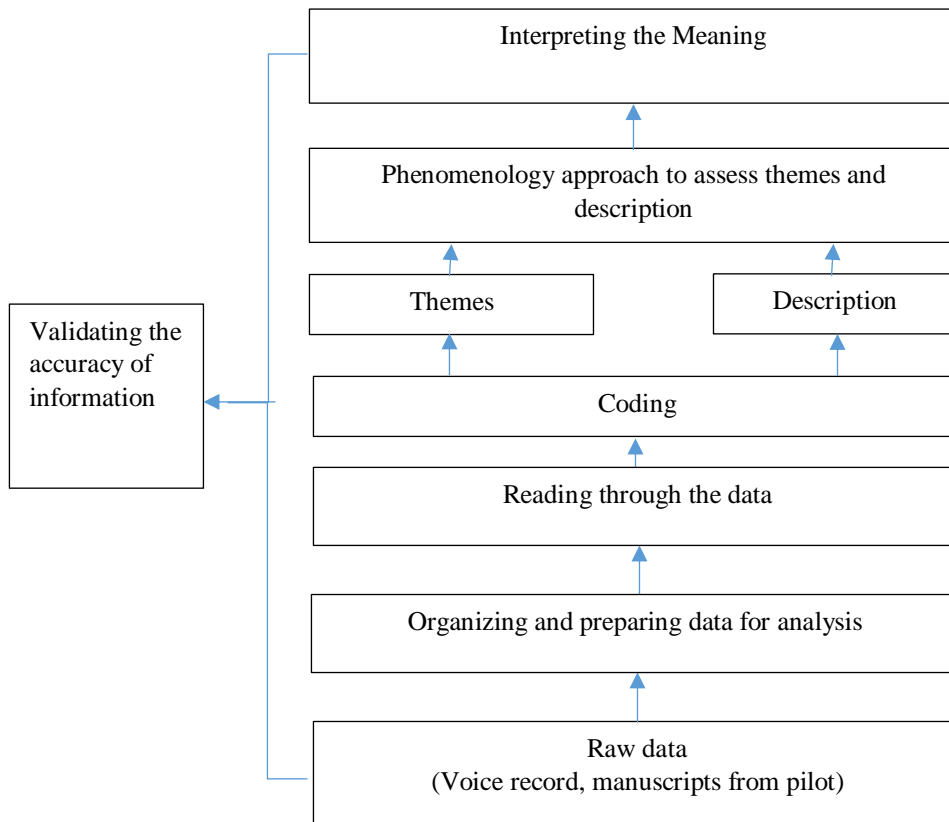 Interpreting the Meaning
Phenomenology approach to assess themes and
description
Themes
Description
Validating the
accuracy of
information
Coding
Reading through the data
Organizing and preparing data for analysis
Raw data
(Voice record, manuscripts from pilot)